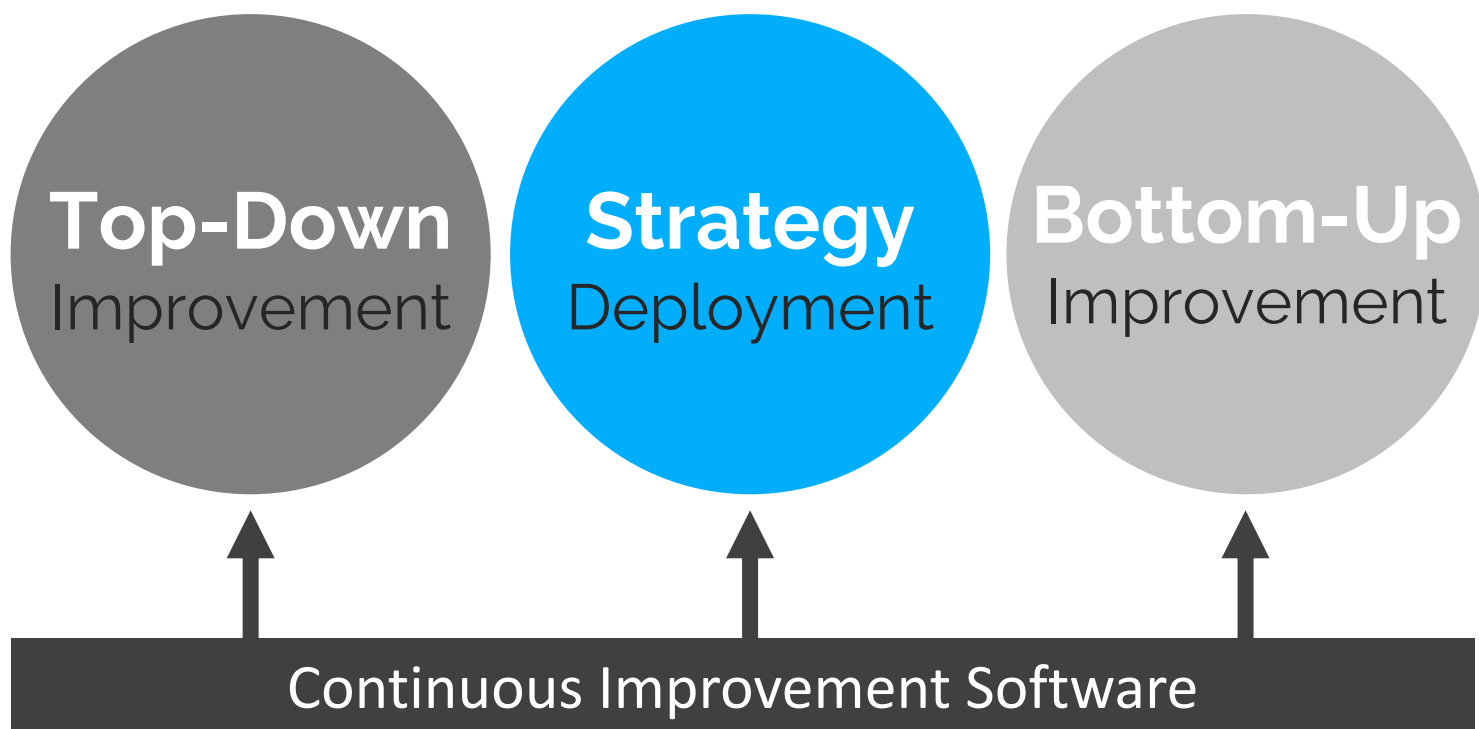 Top-Down
Improvement
Strategy
Deployment
Bottom-Up
Improvement
Continuous Improvement Software